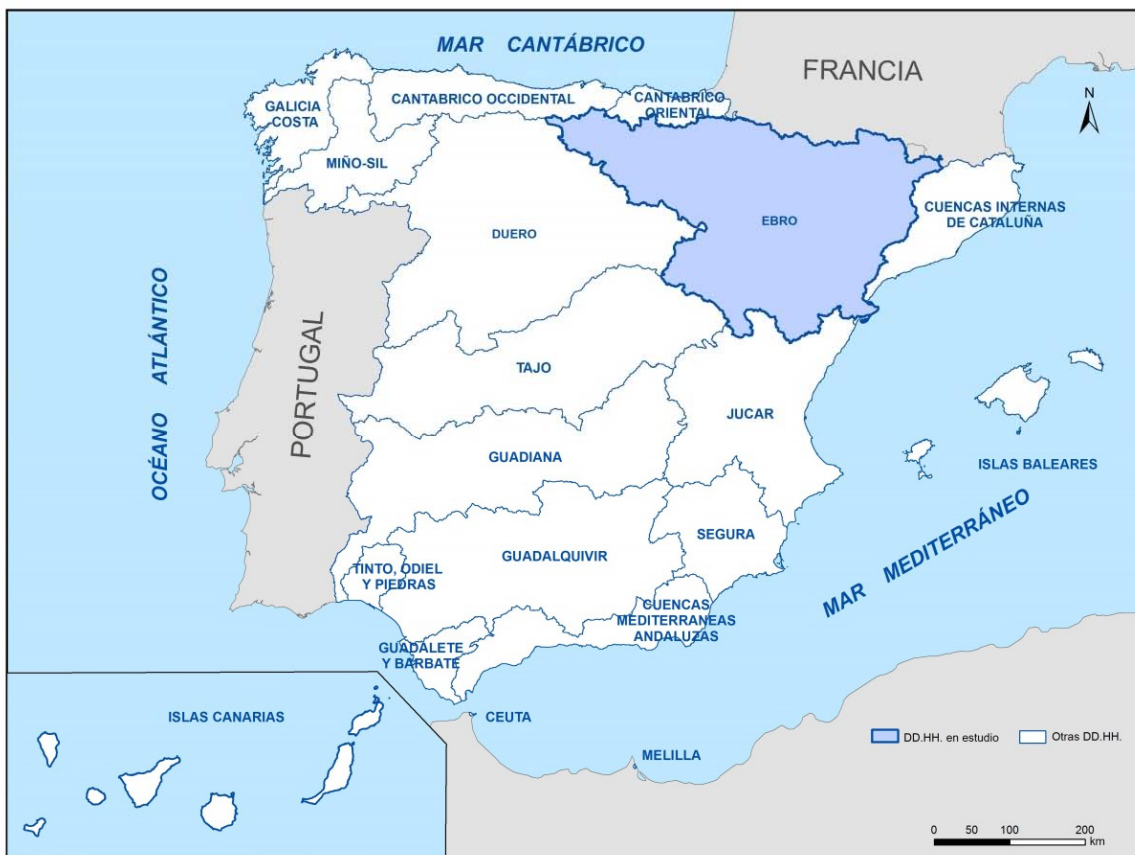 MAR CANTÁBRICO
FRANCIA
N
GALICIA
COSTA
CANTABRICO OCCIDENTAL
CANTABRICO
ORIENTAL
MIÑO-SIL
CUENCAS INTERNAS
DE CATALUÑA
DUERO
EBRO
OCÉANO ATLÁNTICO
PORTUGAL
TAJO
JUCAR
GUADIANA
ISLAS BALEARES
SEGURA
GUADALQUIVIR
MAR MEDITERRÁNEO
TINTO, ODIEL
Y PIEDRAS
CUENCAS
MEDITERRANEAS
ANDALUZAS
GUADALETE
Y BARBATE
ISLAS CANARIAS
CEUTA
MELILLA
DD.HH. en estudio
Otras DD.HH.
0 50 100 200
km